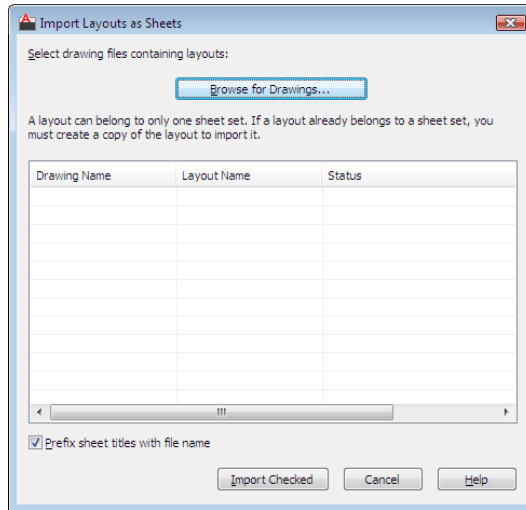 Import Layouts as Sheets
Select drawing files containing layouts:
Browse for Drawings...
A layout can belong to only one sheet set. If a layout already belongs to a sheet set, you
must create a copy of the layout to import it.
Drawing Name Layout Name Status
Prefix sheet titles with file name
Import Checked Cancel Help